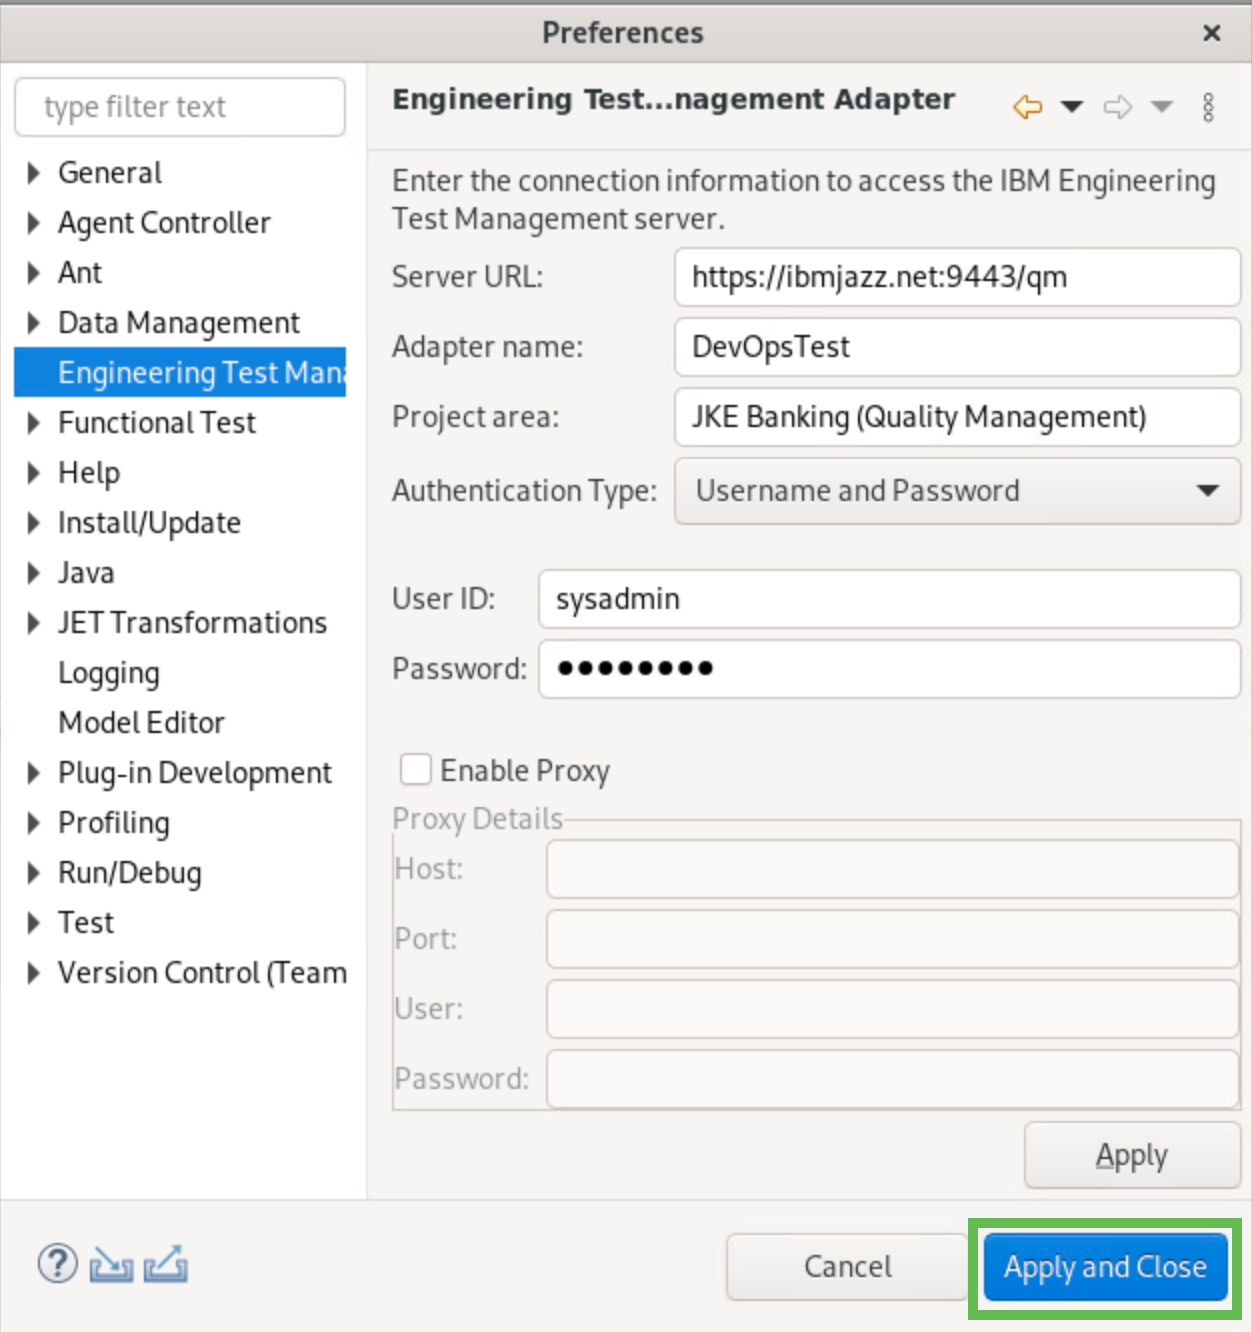 Preferences
type filter text
General
Agent Controller
Ant
Data Management
Engineering Test Mana
Functional Test
Help
Install/Update
Java
JET Transformations
Logging
Model Editor
Plug-in Development
Profiling
Run/Debug
Test
Version Control (Team
Engineering Test...nagement Adapter
Enter the connection information to access the IBM Engineering
Test Management server.
Server URL: https://ibmjazz.net:9443/qm
Adapter name: DevOpsTest
Project area: JKE Banking (Quality Management)
Authentication Type: Username and Password
User ID: sysadmin
Password: ●●●●●●●●
Enable Proxy
Proxy Details
Host:
Port:
User:
Password:
Apply
?
Cancel
Apply and Close